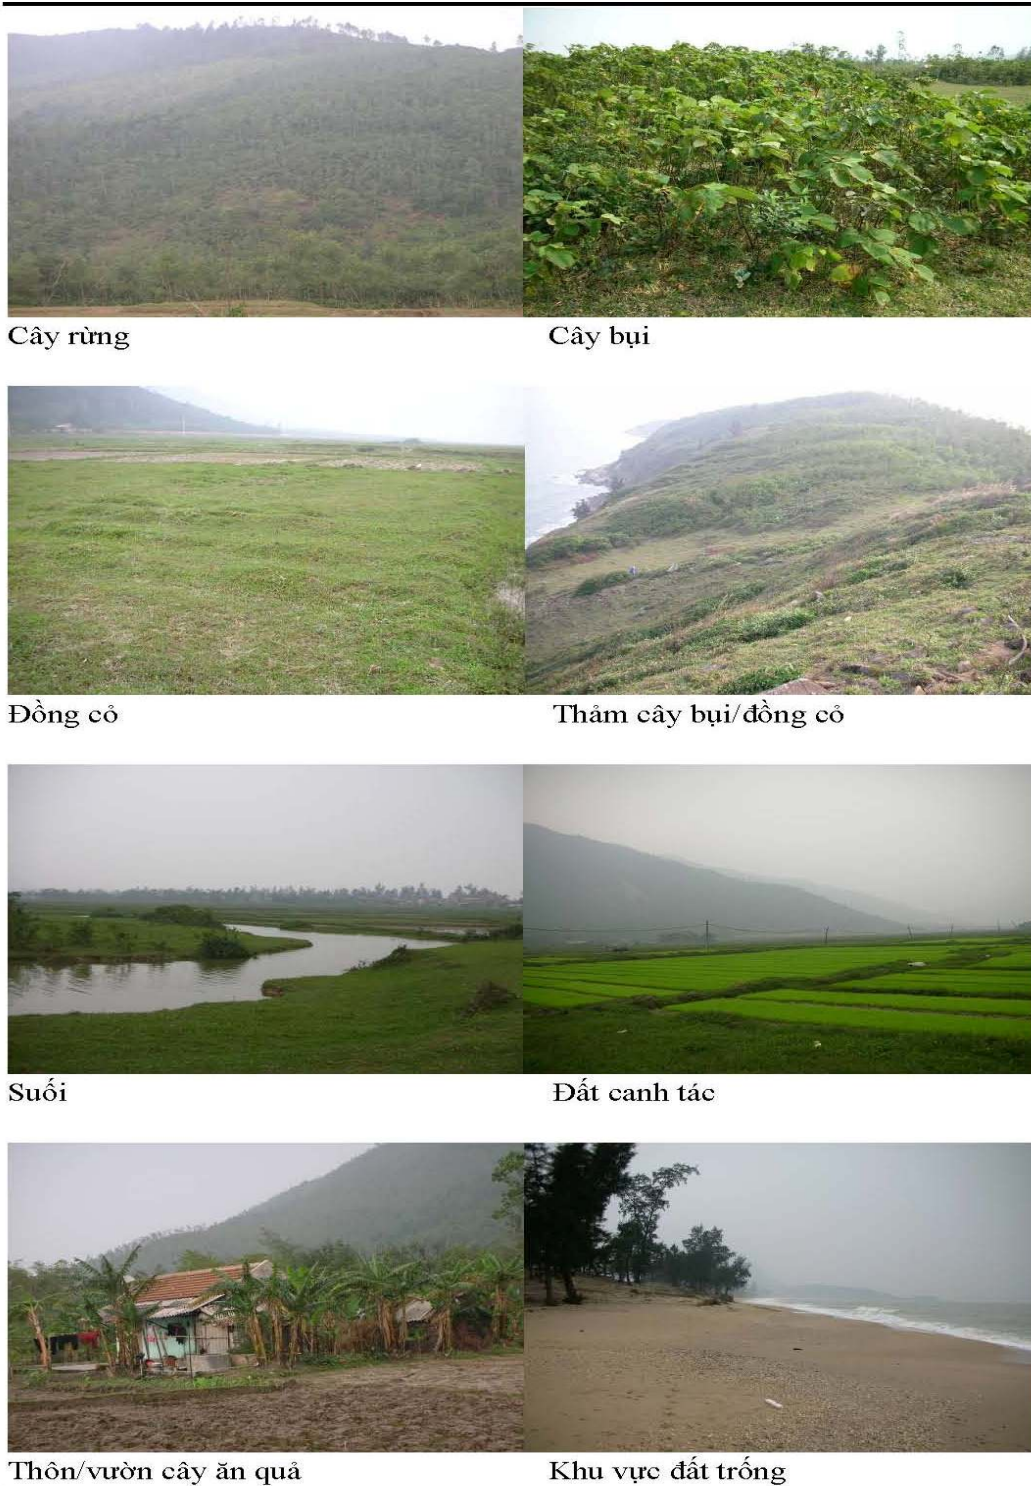 Cây rừng
Cây bụi
Đồng cỏ
Thảm cây bụi/đồng cỏ
Suối
Đất canh tác
Thôn/vườn cây ăn quả
Khu vực đất trống